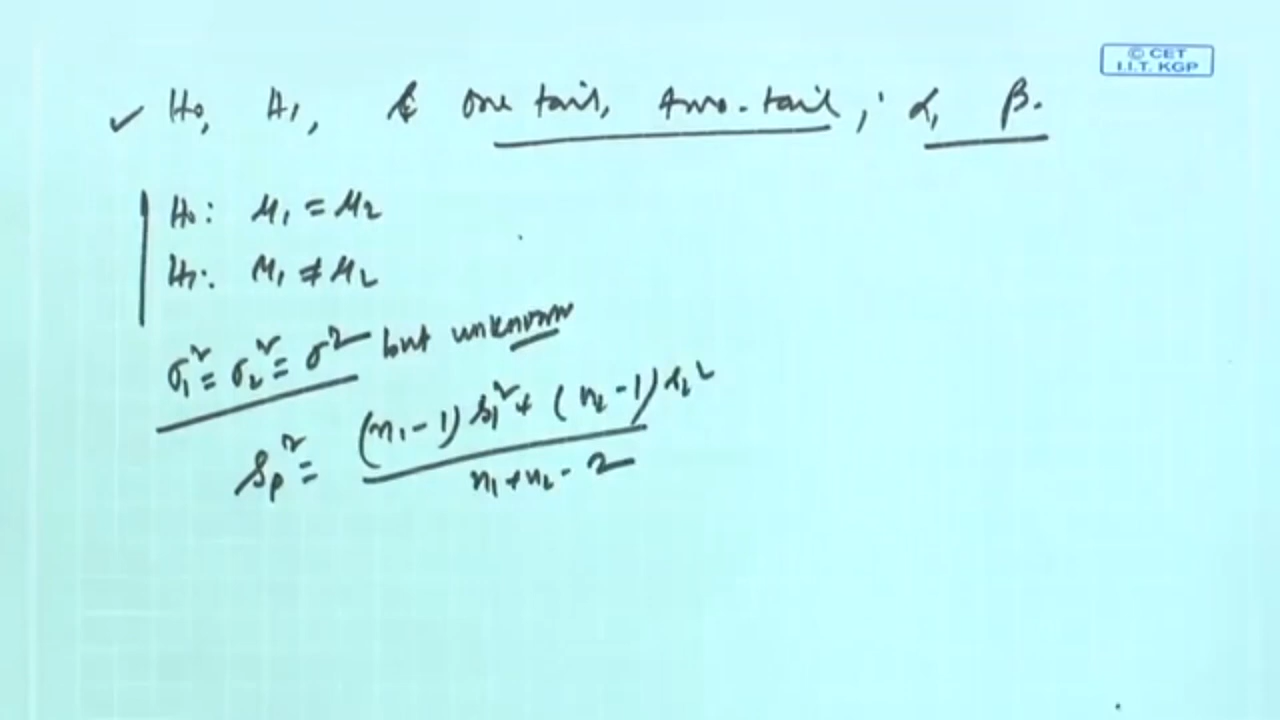 © CET
I.I.T. KGP
✓ H₀, H₁, & one tail, two-tail, α, β.
H₀: μ₁ = μ₂
H₁: μ₁ ≠ μ₂
σ₁² = σ₂² = σ² but unknown
Sp² = (n₁-1) s₁² + (n₂-1) s₂²
n₁+n₂-2